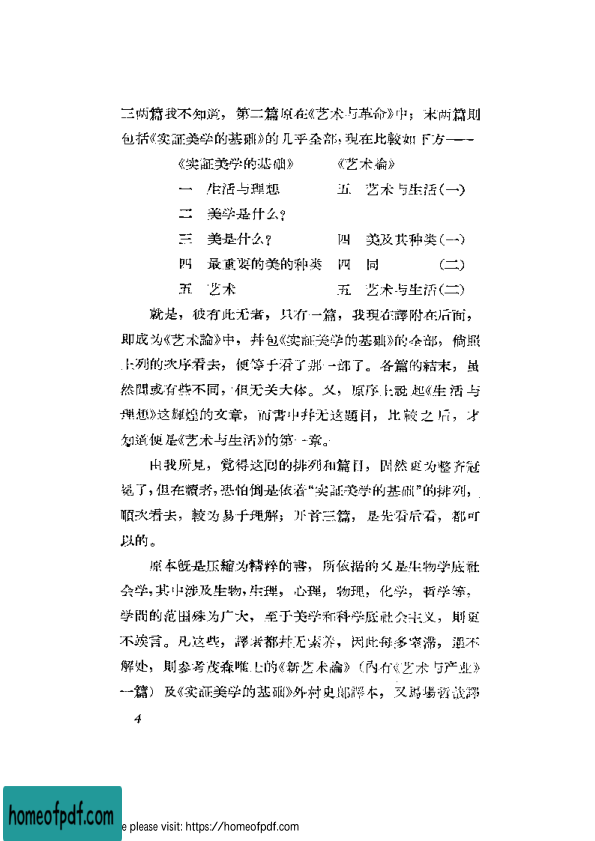 三两篇我不知道，第二篇原在《艺术与革命》中；末两篇则
包括《实証美学的基础》的几乎全部，现在比較如下方——
《实証美学的基础》　《艺术論》
一　生活与理想　五　艺术与生活(一)
二　美学是什么？
三　美是什么？　四　美及其种类(一)
四　最重要的美的种类　四　同　(二)
五　艺术　五　艺术与生活(二)
就是，彼有此无者，只有一篇，我现在譯附在后面，
即成为《艺术論》中，幷包《实証美学的基础》的全部，倘照
上列的次序看去，便等于看了那一部了。各篇的結末，虽
然間或有些不同，但无关大体。又，原序上說起《生活与
理想》这輝煌的文章，而書中幷无这題目，比較之后，才
知道便是《艺术与生活》的第一章。
由我所見，覚得这回的排列和篇目，固然更为整齐冠
冕了，但在讀者，恐怕倒是依着“实証美学的基础”的排列，
順次看去，較为易于理解；开首三篇，是先看后看，都可
以的。
原本旣是压縮为精粹的書，所依据的又是生物学底社
会学，其中涉及生物，生理，心理，物理，化学，哲学等，
学問的范围殊为广大，至于美学和科学底社会主义，則更
不俟言。凡这些，譯者都幷无素养，因此每多窒滞，遇不
解处，則参考茂森唯士的《新艺术論》（內有《艺术与产业》
一篇）及《实証美学的基础》外村史郎譯本，又馬場哲哉譯
4
homeofpdf.com
e please visit: https://homeofpdf.com